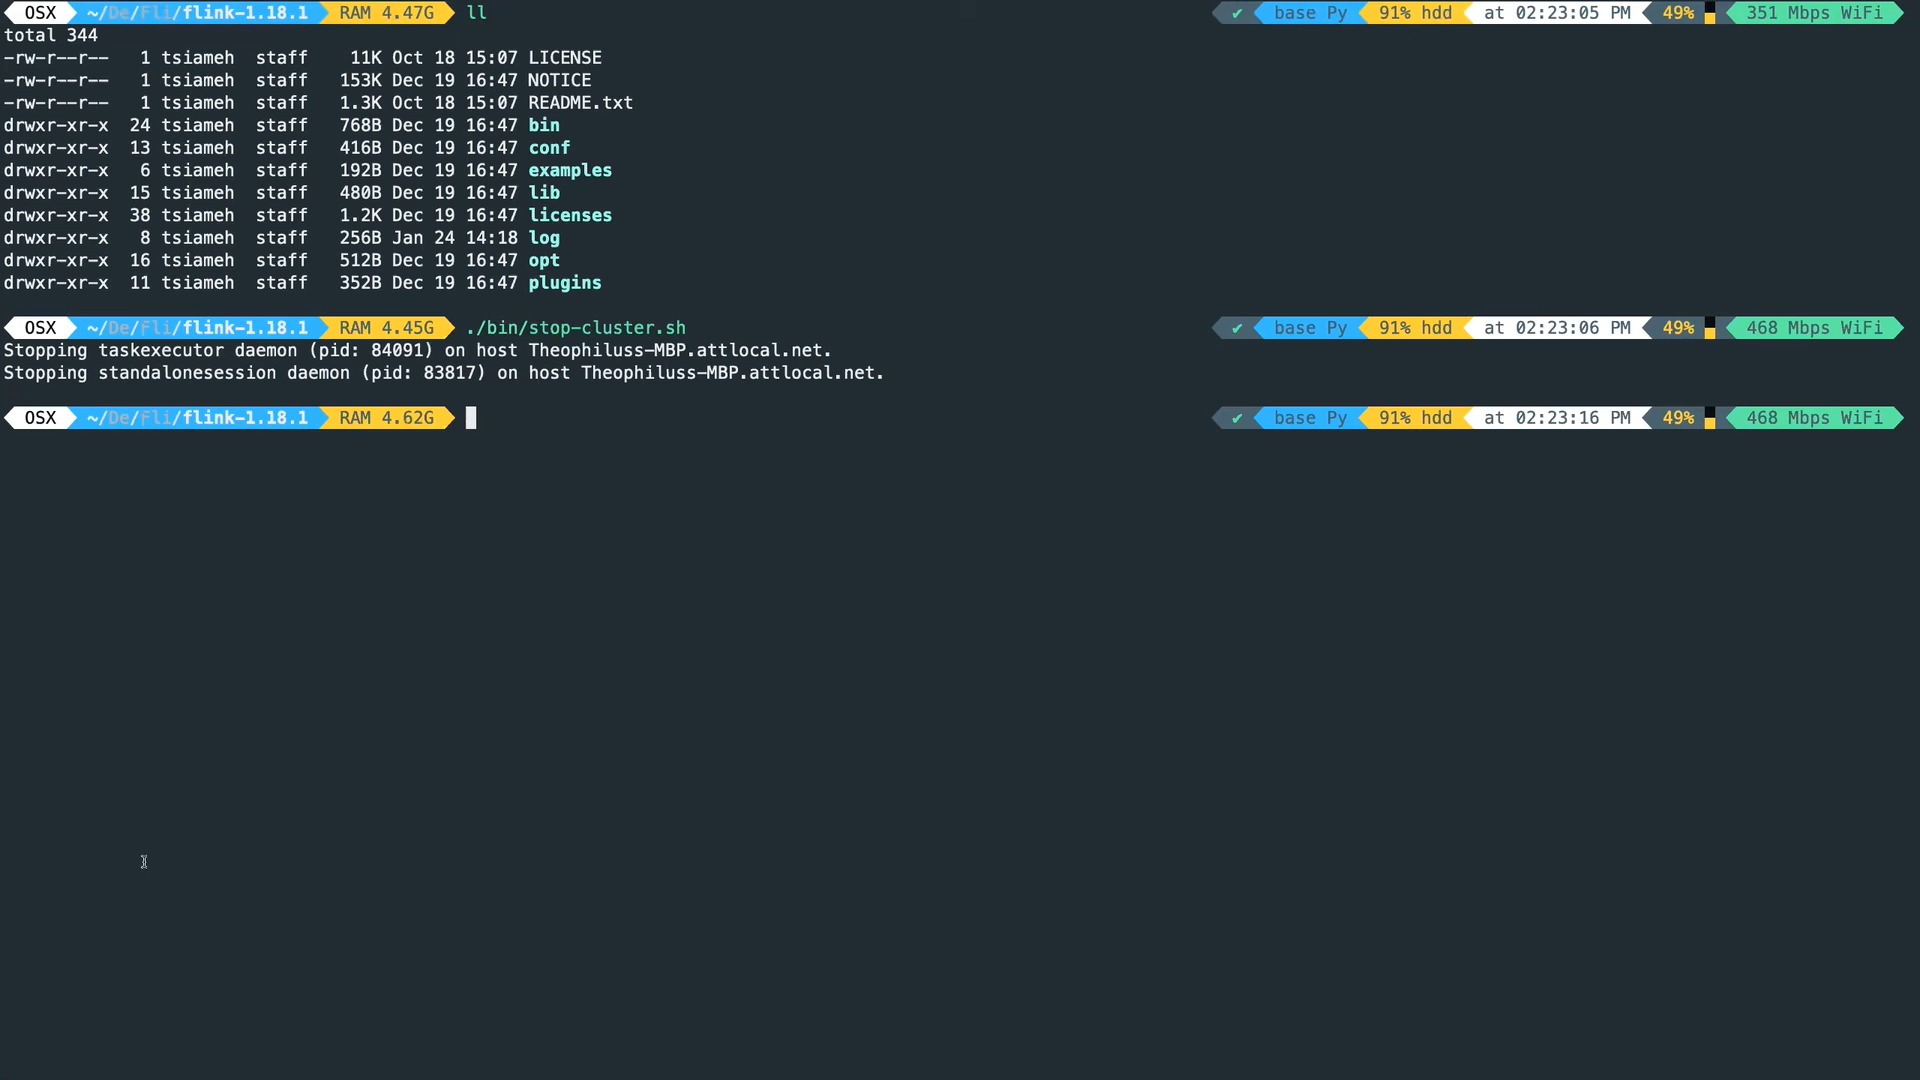 OSX ~/De/Fli/flink-1.18.1 RAM 4.47G ll ✔ base Py 91% hdd at 02:23:05 PM 49% 351 Mbps WiFi
total 344
-rw-r--r-- 1 tsiameh staff 11K Oct 18 15:07 LICENSE
-rw-r--r-- 1 tsiameh staff 153K Dec 19 16:47 NOTICE
-rw-r--r-- 1 tsiameh staff 1.3K Oct 18 15:07 README.txt
drwxr-xr-x 24 tsiameh staff 768B Dec 19 16:47 bin
drwxr-xr-x 13 tsiameh staff 416B Dec 19 16:47 conf
drwxr-xr-x 6 tsiameh staff 192B Dec 19 16:47 examples
drwxr-xr-x 15 tsiameh staff 480B Dec 19 16:47 lib
drwxr-xr-x 38 tsiameh staff 1.2K Dec 19 16:47 licenses
drwxr-xr-x 8 tsiameh staff 256B Jan 24 14:18 log
drwxr-xr-x 16 tsiameh staff 512B Dec 19 16:47 opt
drwxr-xr-x 11 tsiameh staff 352B Dec 19 16:47 plugins
OSX ~/De/Fli/flink-1.18.1 RAM 4.45G ./bin/stop-cluster.sh ✔ base Py 91% hdd at 02:23:06 PM 49% 468 Mbps WiFi
Stopping taskexecutor daemon (pid: 84091) on host Theophiluss-MBP.attlocal.net.
Stopping standalonesession daemon (pid: 83817) on host Theophiluss-MBP.attlocal.net.
OSX ~/De/Fli/flink-1.18.1 RAM 4.62G ✔ base Py 91% hdd at 02:23:16 PM 49% 468 Mbps WiFi